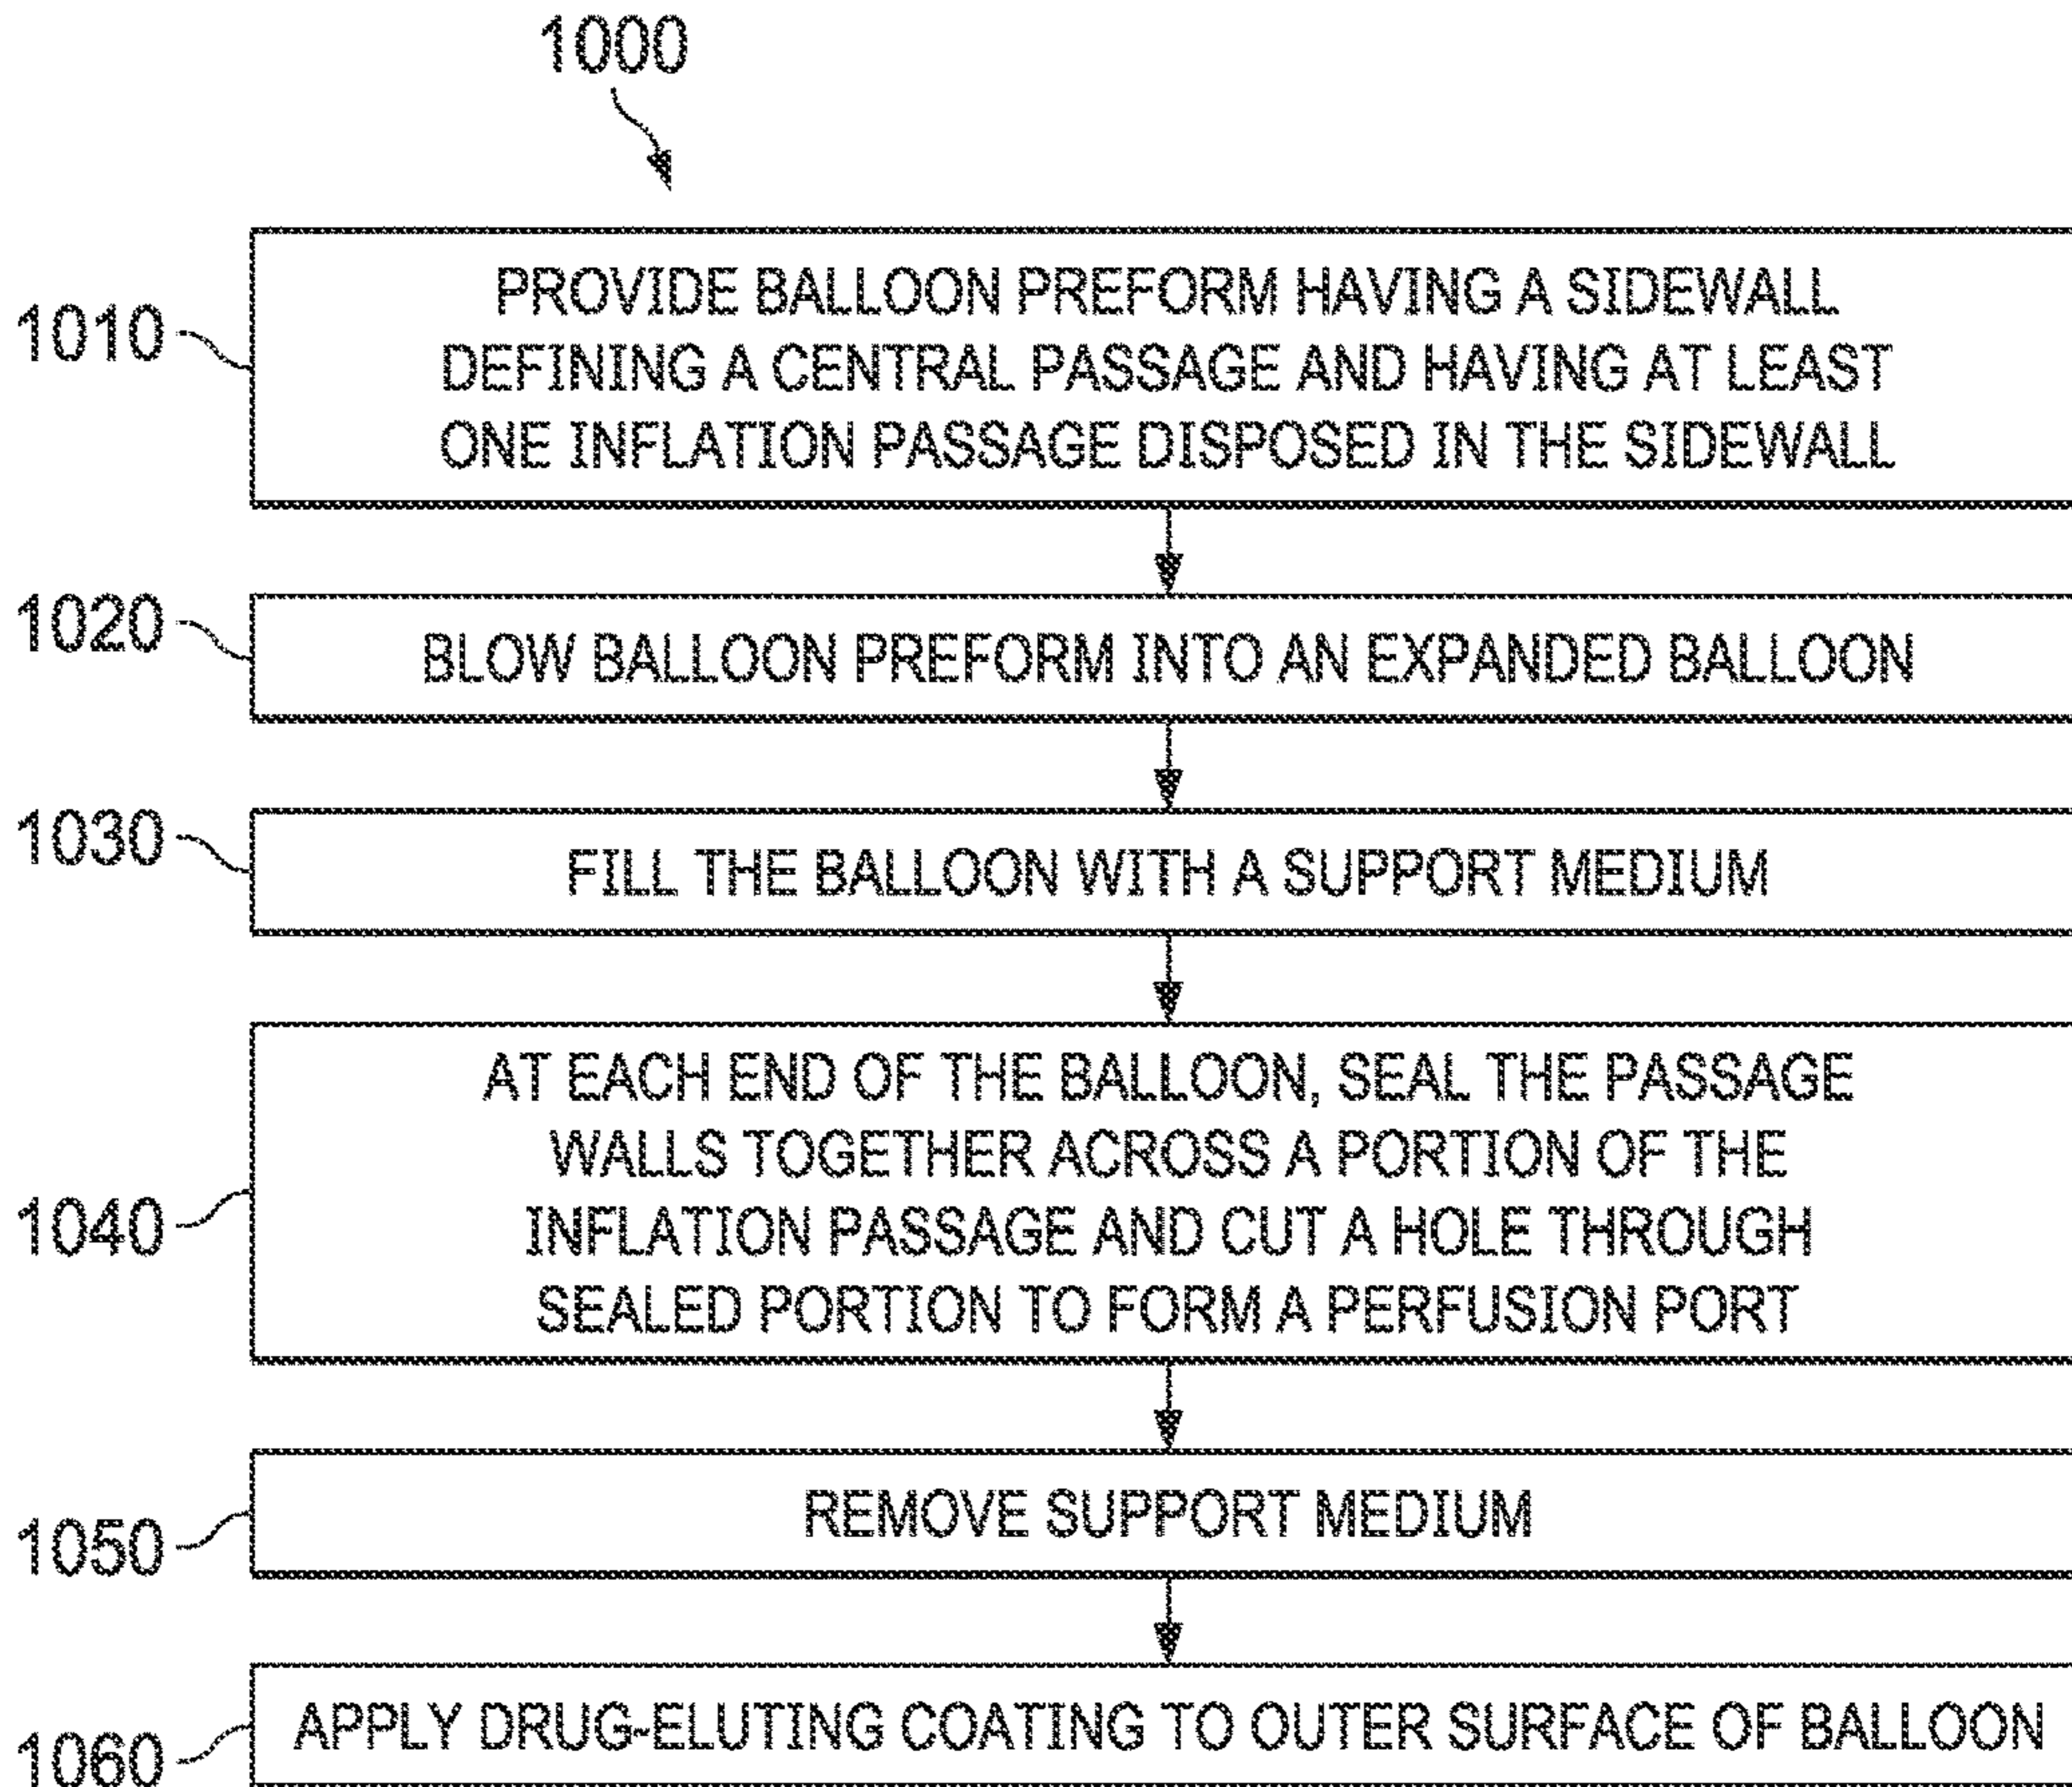 1000
1010
PROVIDE BALLOON PREFORM HAVING A SIDEWALL
DEFINING A CENTRAL PASSAGE AND HAVING AT LEAST
ONE INFLATION PASSAGE DISPOSED IN THE SIDEWALL
1020
BLOW BALLOON PREFORM INTO AN EXPANDED BALLOON
1030
FILL THE BALLOON WITH A SUPPORT MEDIUM
1040
AT EACH END OF THE BALLOON, SEAL THE PASSAGE
WALLS TOGETHER ACROSS A PORTION OF THE
INFLATION PASSAGE AND CUT A HOLE THROUGH
SEALED PORTION TO FORM A PERFUSION PORT
1050
REMOVE SUPPORT MEDIUM
1060
APPLY DRUG-ELUTING COATING TO OUTER SURFACE OF BALLOON